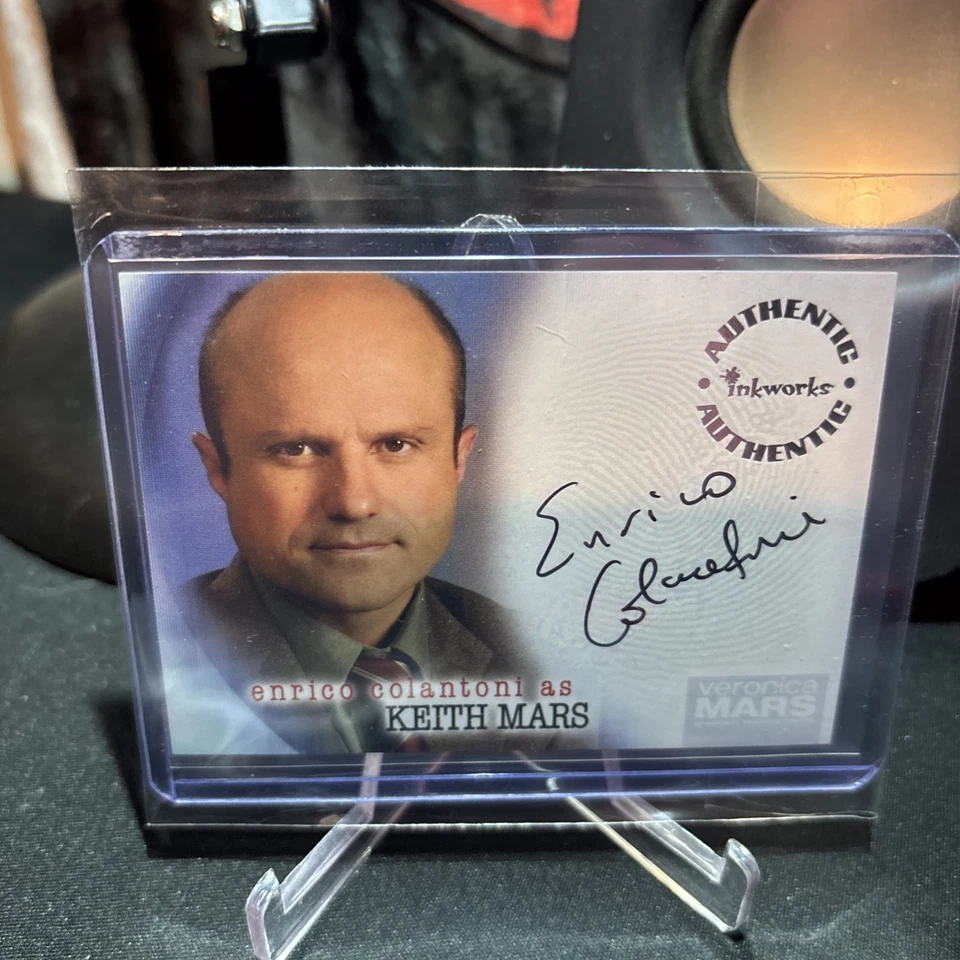 AUTHENTIC
inkworks
AUTHENTIC
Enrico
Colantoni
enrico colantoni as
KEITH MARS
veronica
MARS